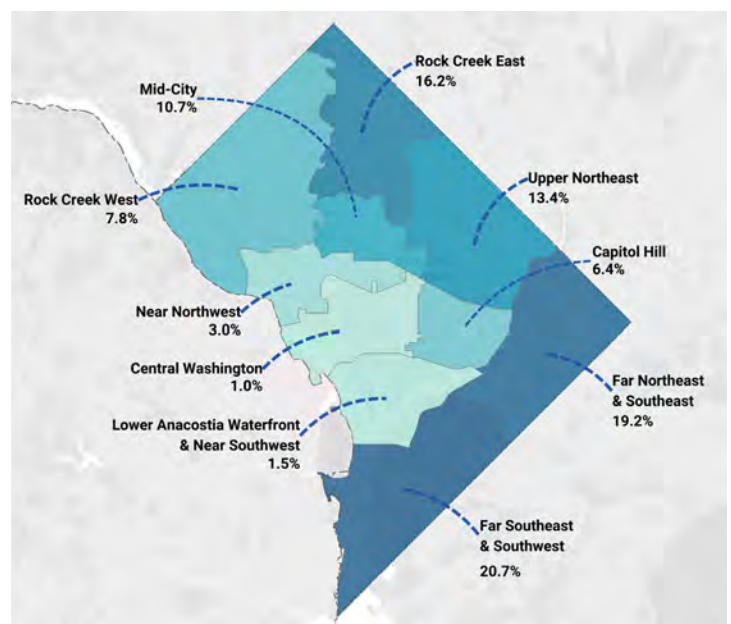 Rock Creek East
16.2%
Mid-City
10.7%
Upper Northeast
13.4%
Rock Creek West
7.8%
Capitol Hill
6.4%
Near Northwest
3.0%
Central Washington
1.0%
Far Northeast
& Southeast
19.2%
Lower Anacostia Waterfront
& Near Southwest
1.5%
Far Southeast
& Southwest
20.7%